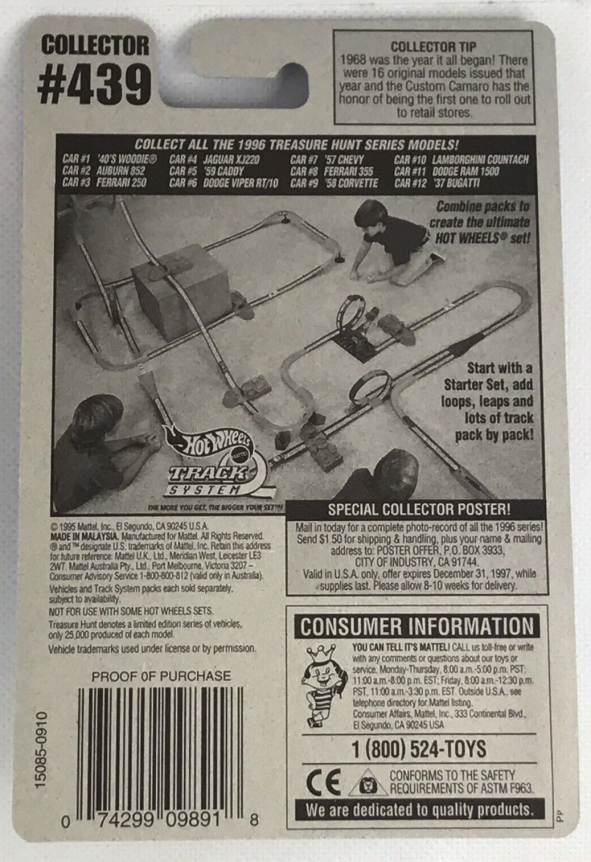 COLLECTOR
#439
COLLECTOR TIP
1968 was the year it all began! There
were 16 original models issued that
year and the Custom Camaro has the
honor of being the first one to roll out
to retail stores.
COLLECT ALL THE 1996 TREASURE HUNT SERIES MODELS!
CAR #1 '40'S WOODIE® CAR #4 JAGUAR XJ220 CAR #7 '57 CHEVY CAR #10 LAMBORGHINI COUNTACH
CAR #2 AUBURN 852 CAR #5 '59 CADDY CAR #8 FERRARI 355 CAR #11 DODGE RAM 1500
CAR #3 FERRARI 250 CAR #6 DODGE VIPER RT/10 CAR #9 '58 CORVETTE CAR #12 '37 BUGATTI
Combine packs to
create the ultimate
HOT WHEELS® set!
Start with a
Starter Set, add
loops, leaps and
lots of track
pack by pack!
Hot Wheels
TRACK
SYSTEM
THE MORE YOU GET, THE BIGGER YOUR SET™!
© 1995 Mattel, Inc., El Segundo, CA 90245 U.S.A.
MADE IN MALAYSIA. Manufactured for Mattel. All Rights Reserved.
® and ™ designate U.S. trademarks of Mattel, Inc. Retain this address
for future reference: Mattel U.K., Ltd., Meridian West, Leicester LE3
2WT. Mattel Australia Pty., Ltd., Port Melbourne, Victoria 3207 -
Consumer Advisory Service 1-800-800-812 (valid only in Australia).
Vehicles and Track System packs each sold separately,
subject to availability.
NOT FOR USE WITH SOME HOT WHEELS SETS.
Treasure Hunt denotes a limited edition series of vehicles,
only 25,000 produced of each model.
Vehicle trademarks used under license or by permission.
SPECIAL COLLECTOR POSTER!
Mail in today for a complete photo-record of all the 1996 series!
Send $1.50 for shipping & handling, plus your name & mailing
address to: POSTER OFFER, P.O. BOX 3933,
CITY OF INDUSTRY, CA 91744.
Valid in U.S.A. only, offer expires December 31, 1997, while
supplies last. Please allow 8-10 weeks for delivery.
CONSUMER INFORMATION
YOU CAN TELL IT'S MATTEL! CALL us toll-free or write
with any comments or questions about our toys or
service. Monday-Thursday, 8:00 a.m.-5:00 p.m. PST;
11:00 a.m.-8:00 p.m. EST; Friday, 8:00 a.m.-12:30 p.m.
PST, 11:00 a.m.-3:30 p.m. EST. Outside U.S.A., see
telephone directory for Mattel listing.
Consumer Affairs, Mattel, Inc., 333 Continental Blvd.,
El Segundo, CA 90245 USA
1 (800) 524-TOYS
CE CONFORMS TO THE SAFETY
REQUIREMENTS OF ASTM F963.
We are dedicated to quality products.
PP
PROOF OF PURCHASE
15085-0910
0 74299 09891 8